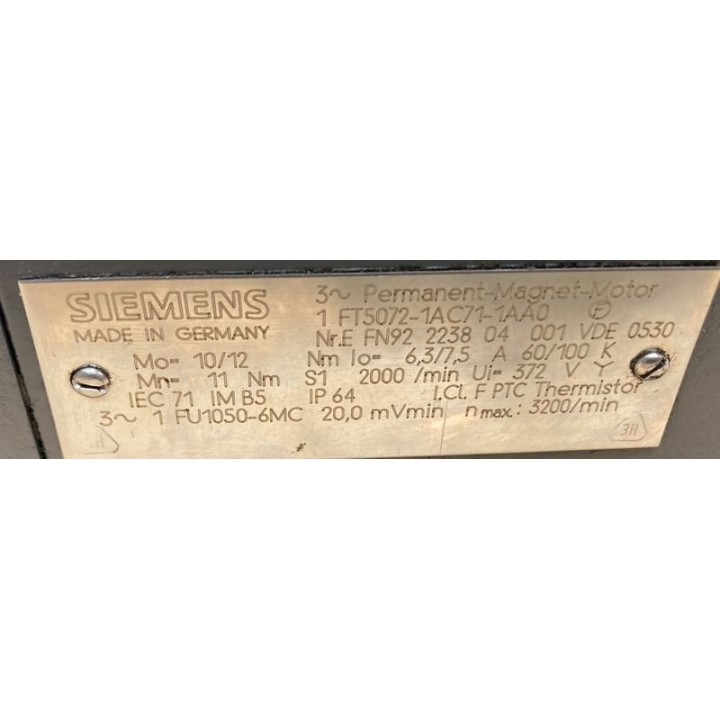 SIEMENS
MADE IN GERMANY
3~ Permanent-Magnet-Motor
1 FT5072-1AC71-1AA0 F
Nr.E FN92 2238 04 001 VDE 0530
Mo= 10/12 Nm Io= 6,3/7,5 A 60/100 K
Mn= 11 Nm S1 2000 /min Ui= 372 V Y
IEC 71 IM B5 IP 64 I.Cl. F PTC Thermistor
3~ 1 FU1050-6MC 20,0 mVmin nmax.: 3200/min